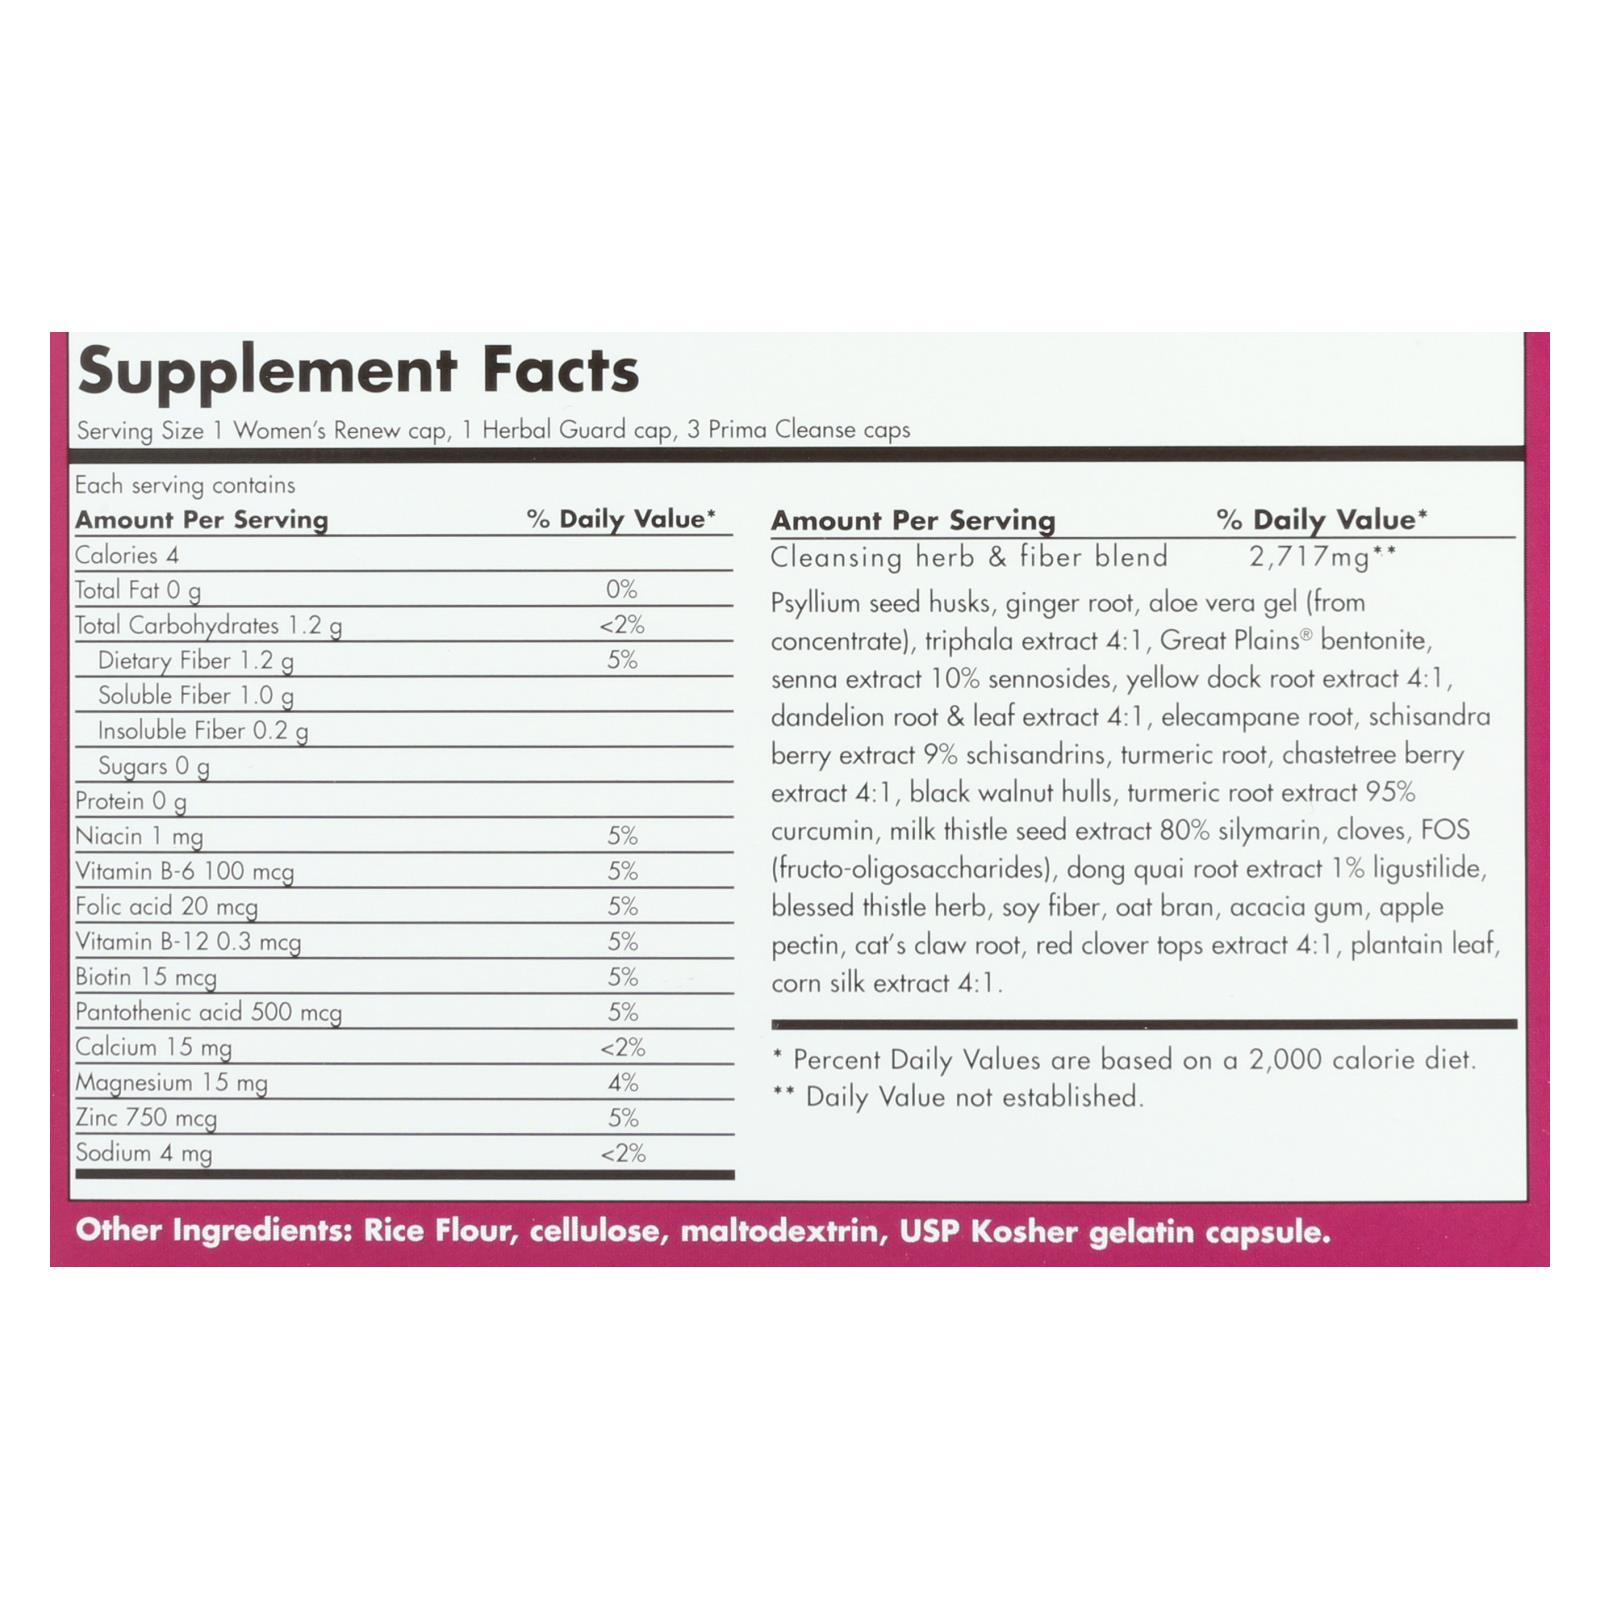 Supplement Facts
Serving Size 1 Women's Renew cap, 1 Herbal Guard cap, 3 Prima Cleanse caps
Each serving contains
Amount Per Serving % Daily Value*
Calories 4
Total Fat 0 g 0%
Total Carbohydrates 1.2 g <2%
Dietary Fiber 1.2 g 5%
Soluble Fiber 1.0 g
Insoluble Fiber 0.2 g
Sugars 0 g
Protein 0 g
Niacin 1 mg 5%
Vitamin B-6 100 mcg 5%
Folic acid 20 mcg 5%
Vitamin B-12 0.3 mcg 5%
Biotin 15 mcg 5%
Pantothenic acid 500 mcg 5%
Calcium 15 mg <2%
Magnesium 15 mg 4%
Zinc 750 mcg 5%
Sodium 4 mg <2%
Amount Per Serving % Daily Value*
Cleansing herb & fiber blend 2,717mg**
Psyllium seed husks, ginger root, aloe vera gel (from
concentrate), triphala extract 4:1, Great Plains® bentonite,
senna extract 10% sennosides, yellow dock root extract 4:1,
dandelion root & leaf extract 4:1, elecampane root, schisandra
berry extract 9% schisandrins, turmeric root, chastetree berry
extract 4:1, black walnut hulls, turmeric root extract 95%
curcumin, milk thistle seed extract 80% silymarin, cloves, FOS
(fructo-oligosaccharides), dong quai root extract 1% ligustilide,
blessed thistle herb, soy fiber, oat bran, acacia gum, apple
pectin, cat's claw root, red clover tops extract 4:1, plantain leaf,
corn silk extract 4:1.
* Percent Daily Values are based on a 2,000 calorie diet.
** Daily Value not established.
Other Ingredients: Rice Flour, cellulose, maltodextrin, USP Kosher gelatin capsule.